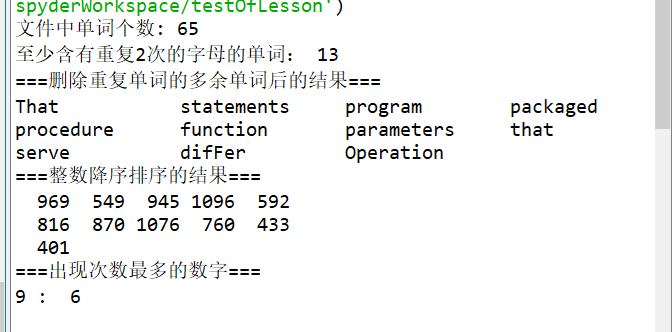 spyderWorkspace/testOfLesson')
文件中单词个数: 65
至少含有重复2次的字母的单词： 13
===删除重复单词的多余单词后的结果===
That statements program packaged
procedure function parameters that
serve difFer Operation
===整数降序排序的结果===
969 549 945 1096 592
816 870 1076 760 433
401
===出现次数最多的数字===
9 : 6